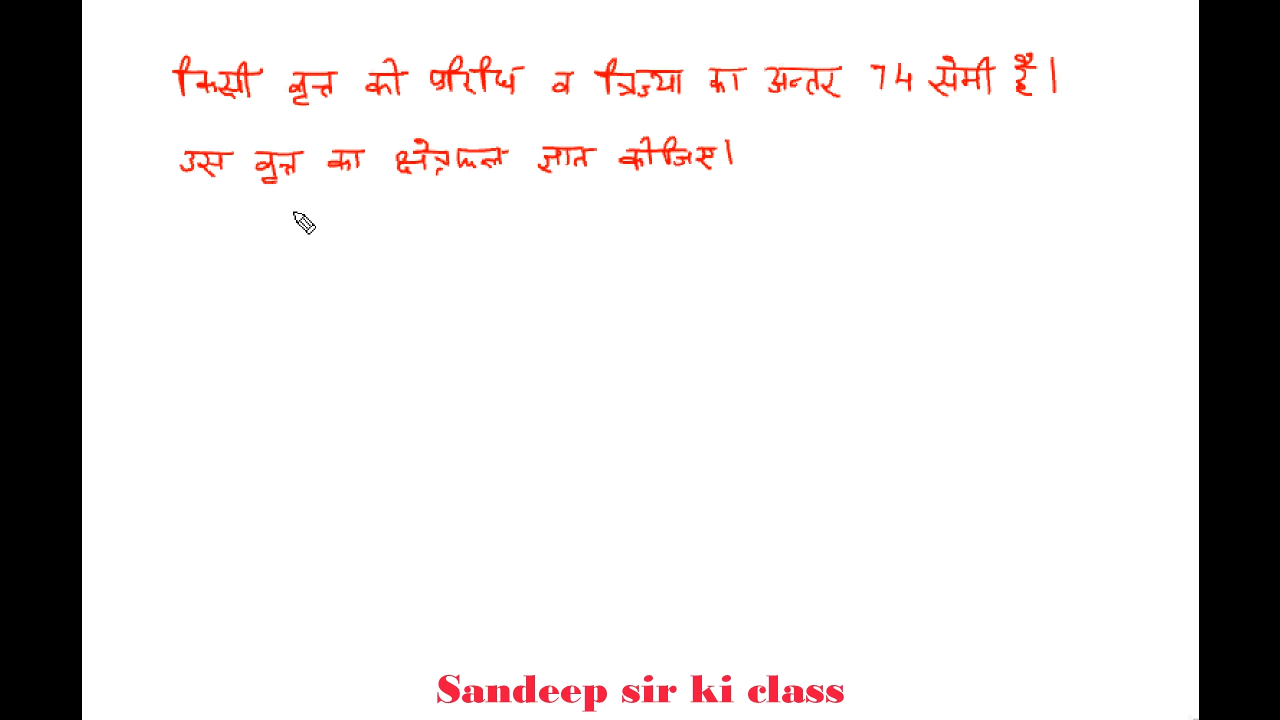 किसी वृत्त की परिधि व त्रिज्या का अन्तर 74 सेमी हैं।
उस वृत्त का क्षेत्रफल ज्ञात कीजिए।
Sandeep sir ki class